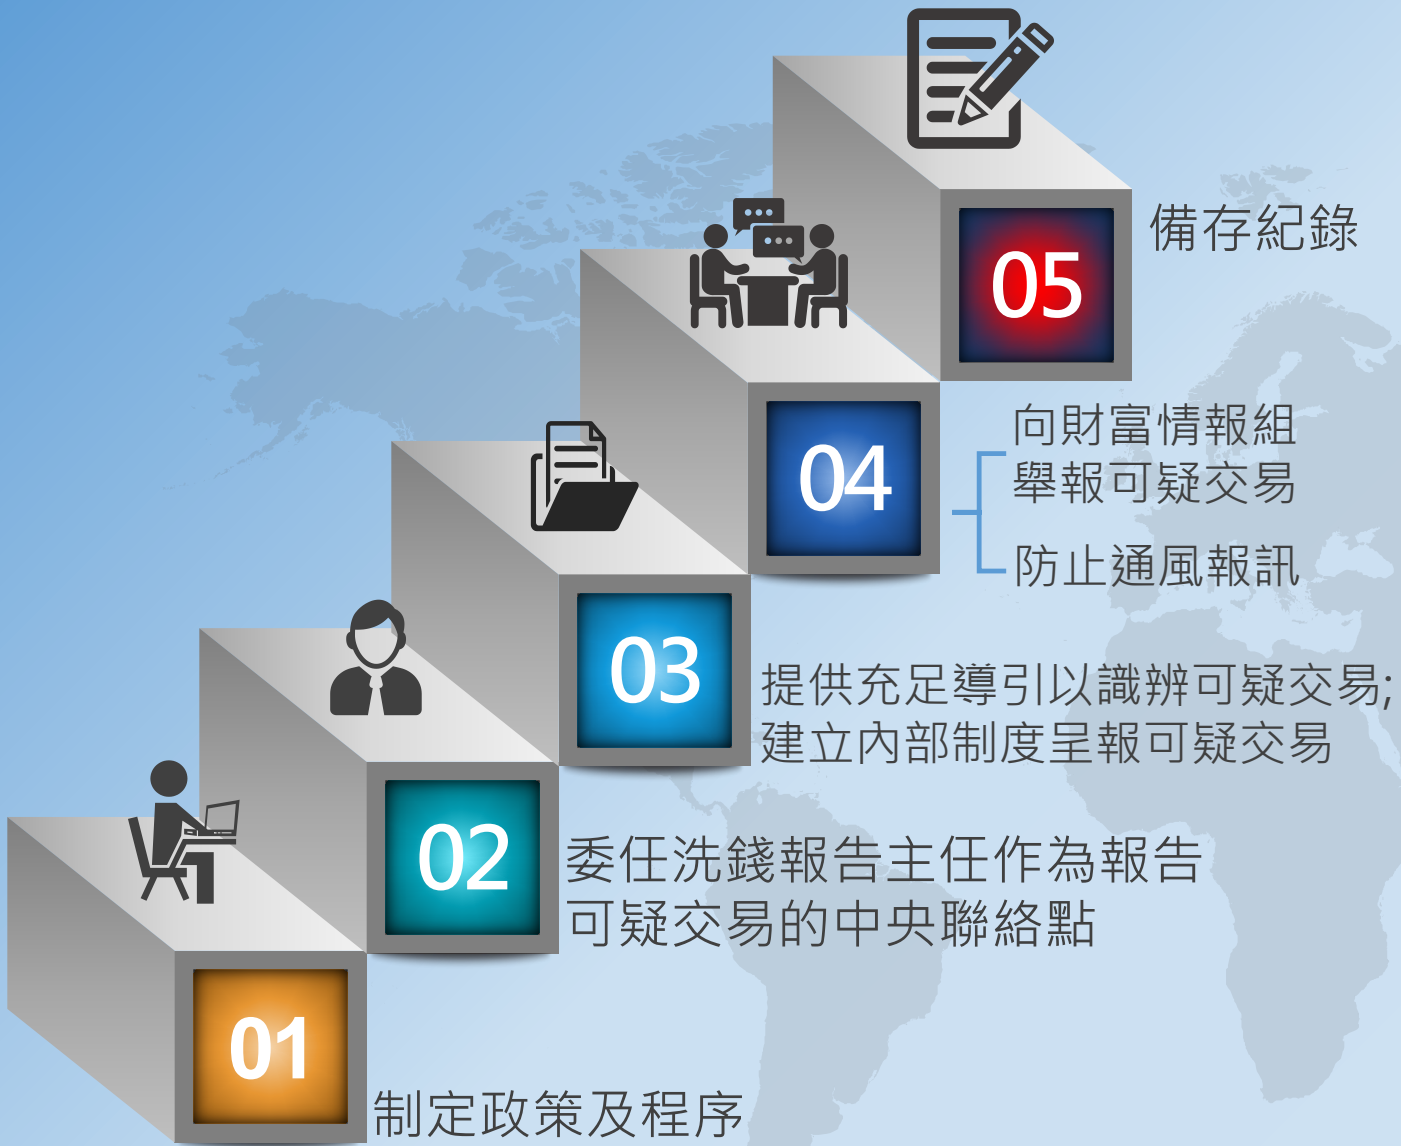 05
備存紀錄
04
向財富情報組
舉報可疑交易
防止通風報訊
03
提供充足導引以識辨可疑交易;
建立內部制度呈報可疑交易
02
委任洗錢報告主任作為報告
可疑交易的中央聯絡點
01
制定政策及程序